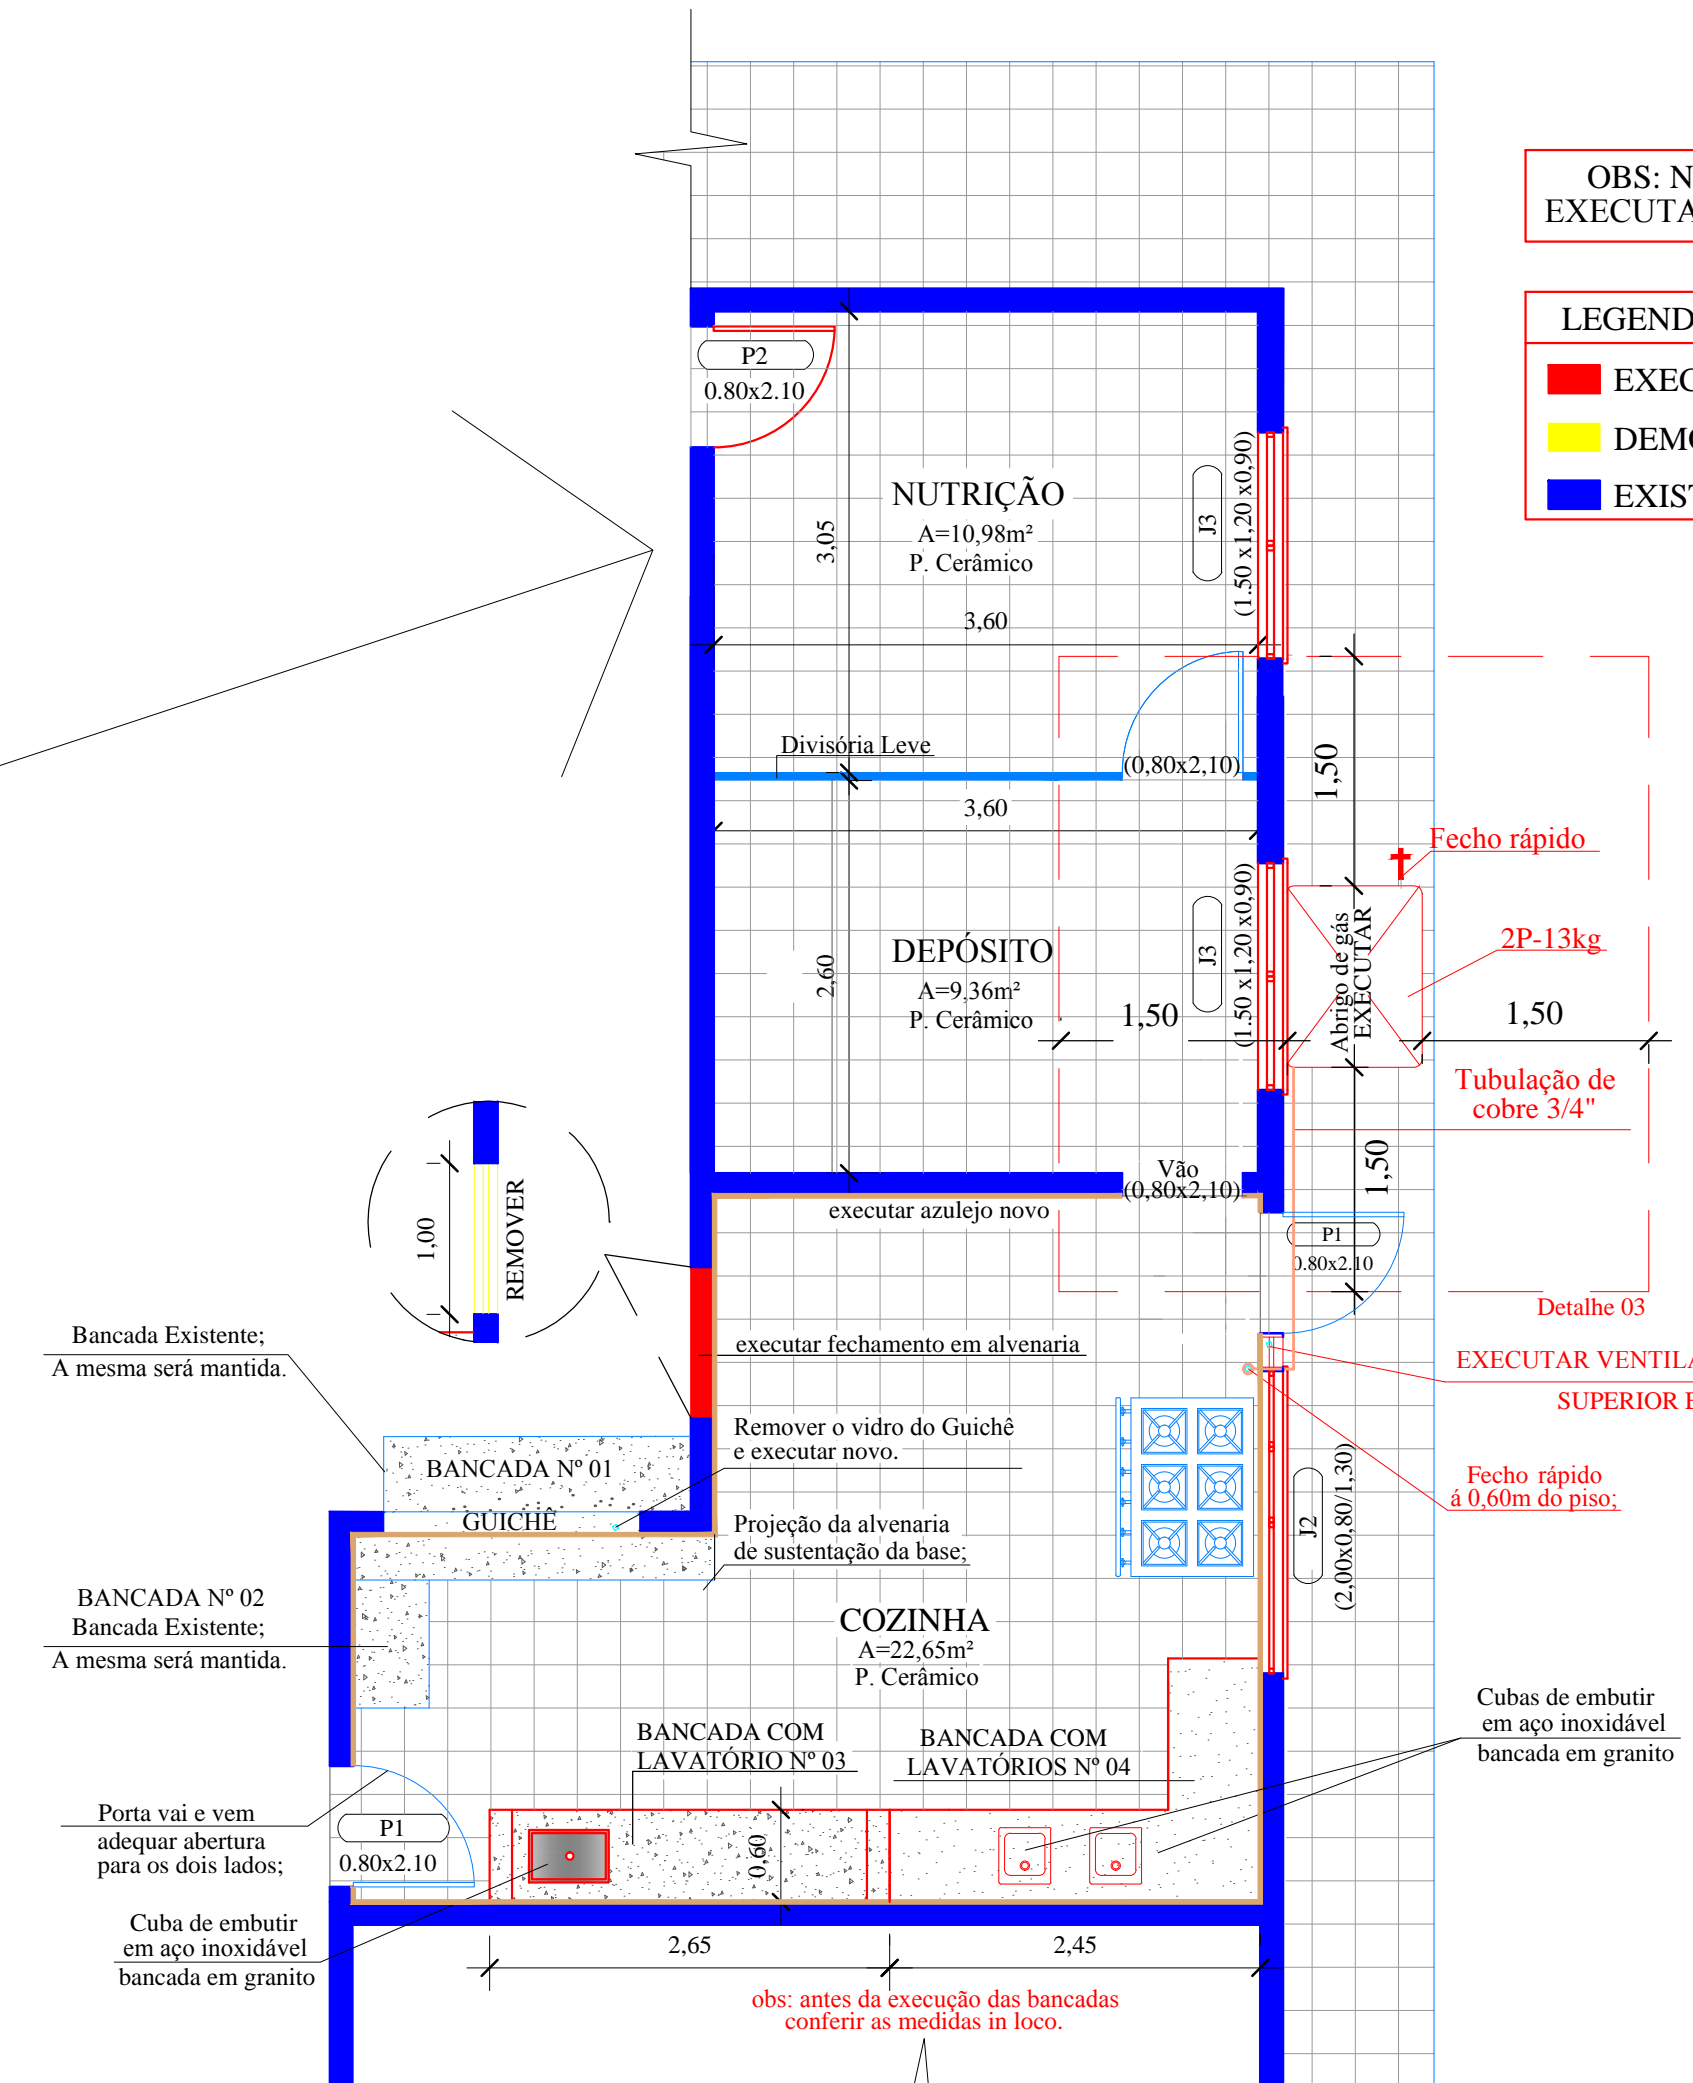 OBS: N
EXECUTA
LEGEND
EXEC
DEMO
EXIST
P2
0.80x2.10
NUTRIÇÃO
A=10,98m²
P. Cerâmico
3,05
3,60
J3
(1.50 x1,20 x0,90)
Divisória Leve
(0,80x2,10)
1,50
3,60
Fecho rápido
DEPÓSITO
A=9,36m²
P. Cerâmico
2,60
J3
(1.50 x1,20 x0,90)
Abrigo de gás
EXECUTAR
2P-13kg
1,50
1,50
Tubulação de
cobre 3/4"
1,50
Vão
(0,80x2,10)
executar azulejo novo
P1
0.80x2.10
1,00
REMOVER
Detalhe 03
Bancada Existente;
A mesma será mantida.
executar fechamento em alvenaria
EXECUTAR VENTILA
SUPERIOR E
Remover o vidro do Guichê
e executar novo.
BANCADA Nº 01
GUICHÊ
Fecho rápido
á 0,60m do piso;
J2
(2,00x0,80/1,30)
Projeção da alvenaria
de sustentação da base;
BANCADA Nº 02
Bancada Existente;
A mesma será mantida.
COZINHA
A=22,65m²
P. Cerâmico
BANCADA COM
LAVATÓRIO Nº 03
BANCADA COM
LAVATÓRIOS Nº 04
Cubas de embutir
em aço inoxidável
bancada em granito
Porta vai e vem
adequar abertura
para os dois lados;
P1
0.80x2.10
0,60
Cuba de embutir
em aço inoxidável
bancada em granito
2,65
2,45
obs: antes da execução das bancadas
conferir as medidas in loco.